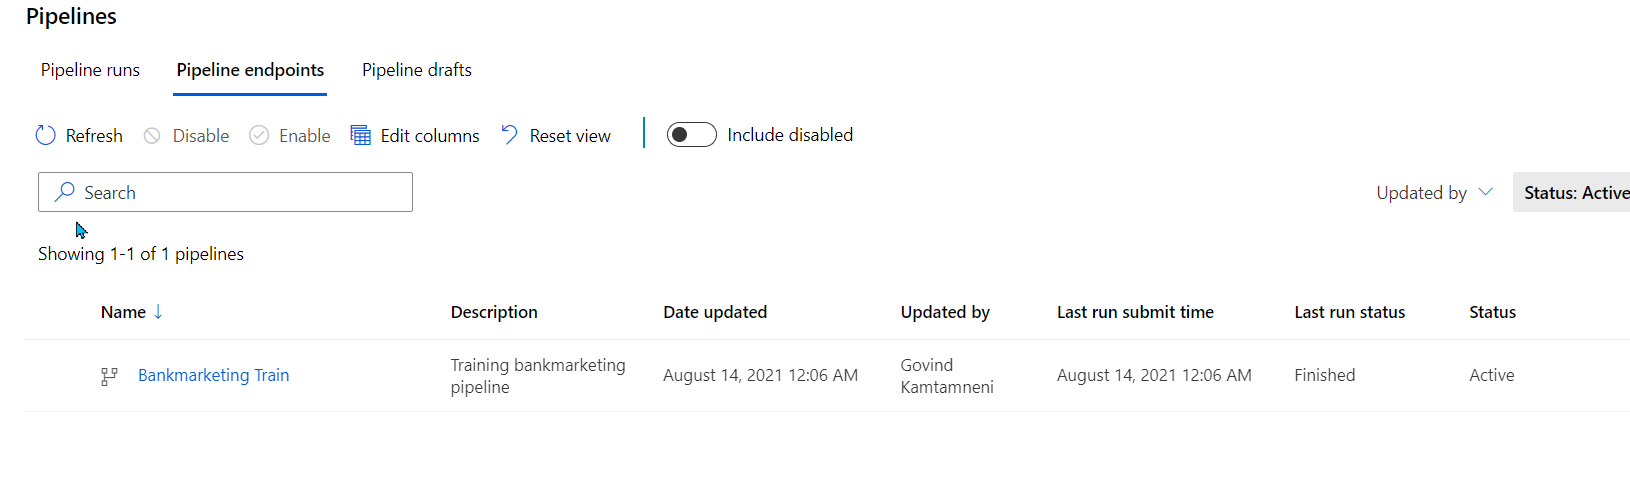 Pipelines
Pipeline runs Pipeline endpoints Pipeline drafts
Refresh Disable Enable Edit columns Reset view Include disabled
Search Updated by Status: Active
Showing 1-1 of 1 pipelines
Name ↓ Description Date updated Updated by Last run submit time Last run status Status
Bankmarketing Train Training bankmarketing pipeline August 14, 2021 12:06 AM Govind Kamtamneni August 14, 2021 12:06 AM Finished Active